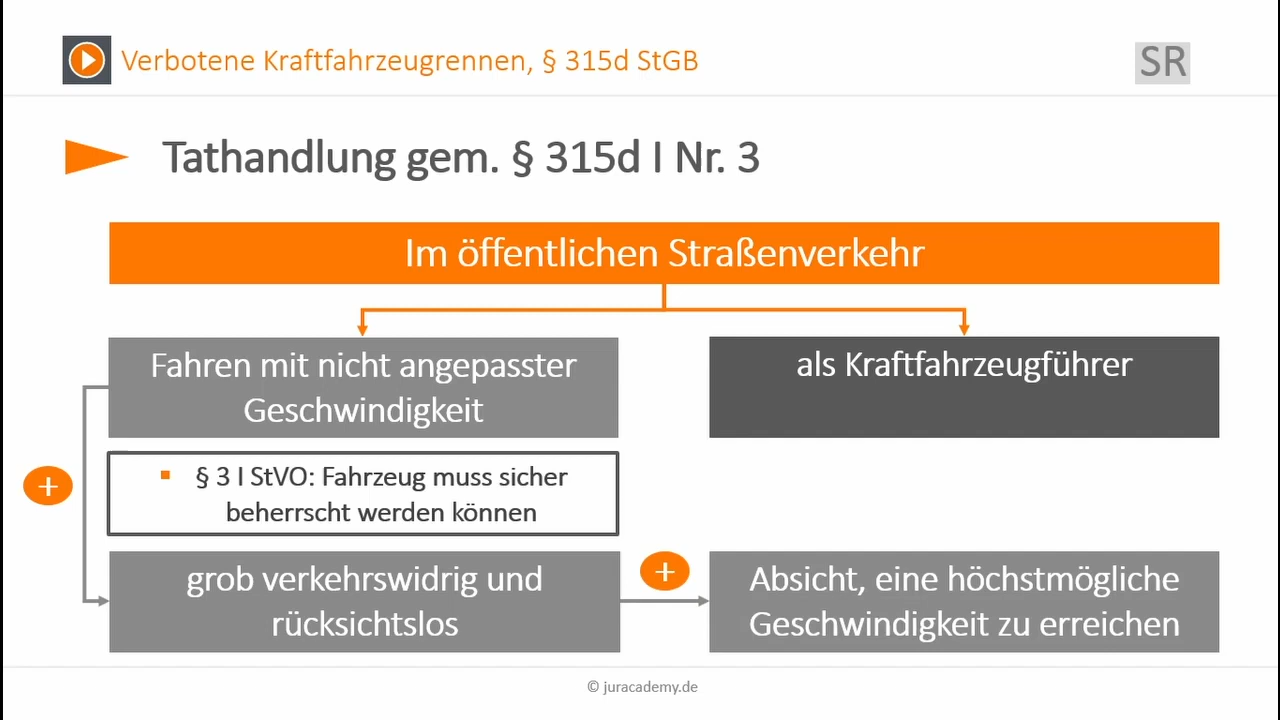 Verbotene Kraftfahrzeugrennen, § 315d StGB
SR
Tathandlung gem. § 315d I Nr. 3
Im öffentlichen Straßenverkehr
Fahren mit nicht angepasster
Geschwindigkeit
als Kraftfahrzeugführer
+
§ 3 I StVO: Fahrzeug muss sicher
beherrscht werden können
grob verkehrswidrig und
rücksichtslos
+
Absicht, eine höchstmögliche
Geschwindigkeit zu erreichen
© juracademy.de